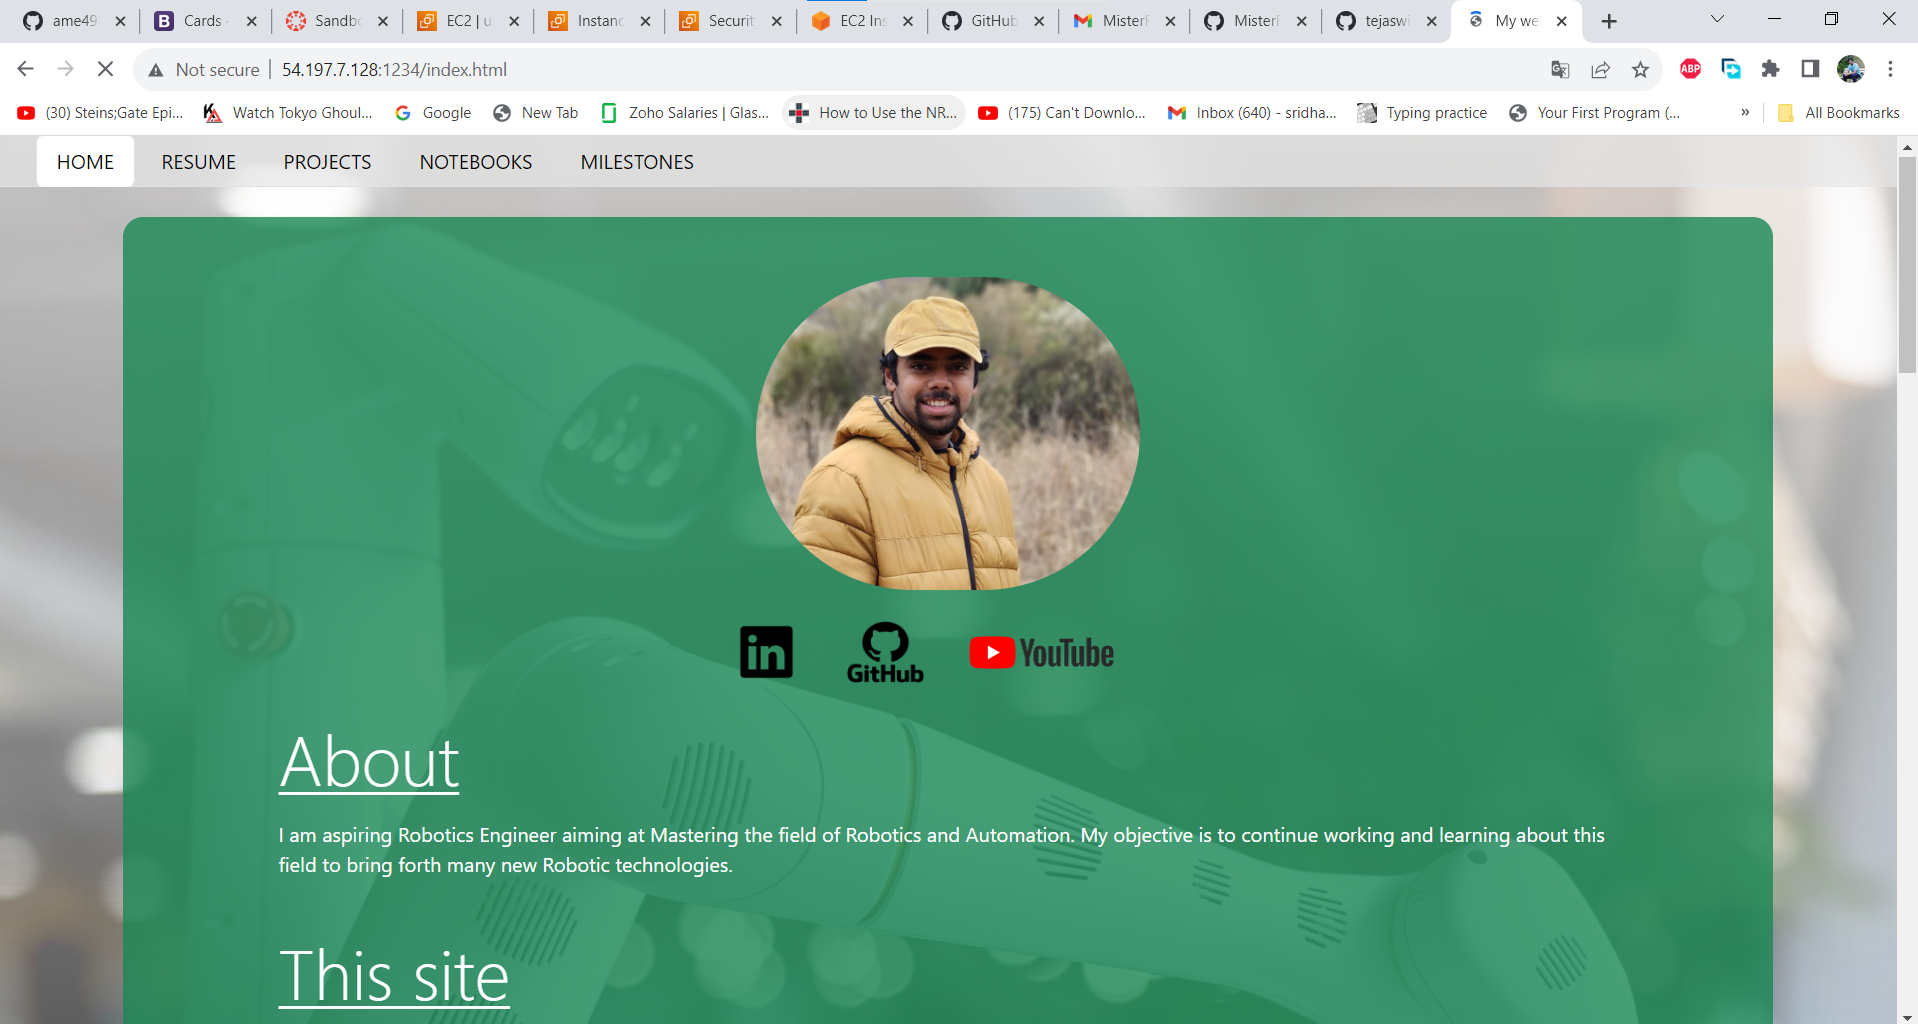 ame49
Cards
Sandbo
EC2 | u
Instanc
Securit
EC2 Ins
GitHub
MisterF
MisterF
tejaswi
My we
Not secure | 54.197.7.128:1234/index.html
ABP
(30) Steins;Gate Epi...
Watch Tokyo Ghoul...
Google
New Tab
Zoho Salaries | Glas...
How to Use the NR...
(175) Can't Downlo...
Inbox (640) - sridha...
Typing practice
Your First Program (...
»
All Bookmarks
HOME RESUME PROJECTS NOTEBOOKS MILESTONES
in
GitHub
YouTube
About
I am aspiring Robotics Engineer aiming at Mastering the field of Robotics and Automation. My objective is to continue working and learning about this
field to bring forth many new Robotic technologies.
This site